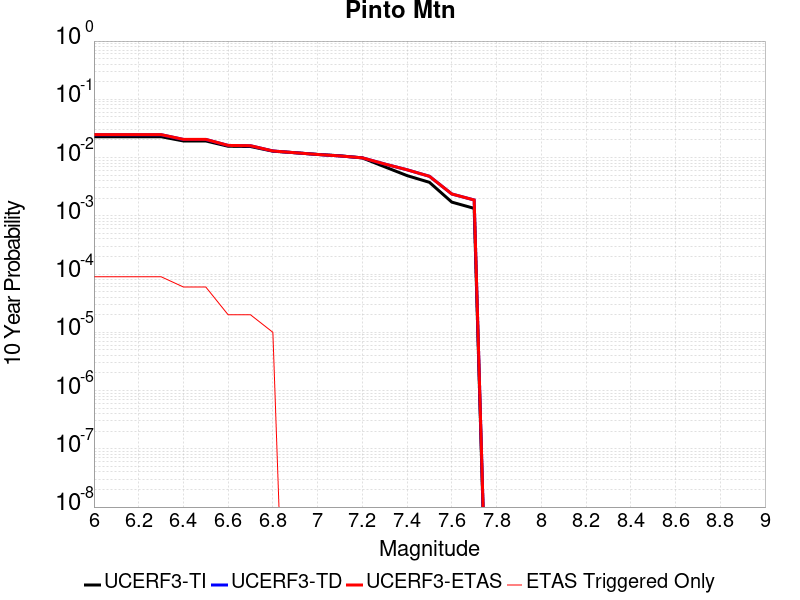 Pinto Mtn
10 Year Probability
10^0
10^-1
10^-2
10^-3
10^-4
10^-5
10^-6
10^-7
10^-8
6 6.2 6.4 6.6 6.8 7 7.2 7.4 7.6 7.8 8 8.2 8.4 8.6 8.8 9
Magnitude
UCERF3-TI UCERF3-TD UCERF3-ETAS ETAS Triggered Only